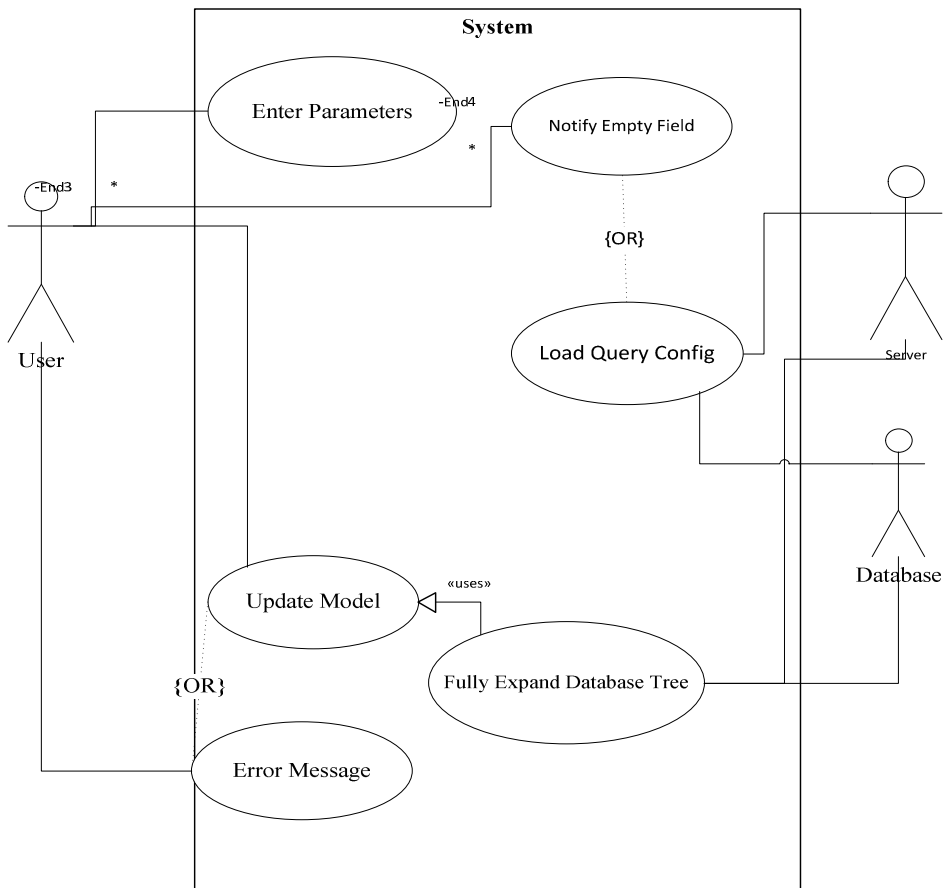 System
Enter Parameters
-End4
Notify Empty Field
*
-End3
*
{OR}
User
Load Query Config
Server
Database
«uses»
Update Model
Fully Expand Database Tree
{OR}
Error Message